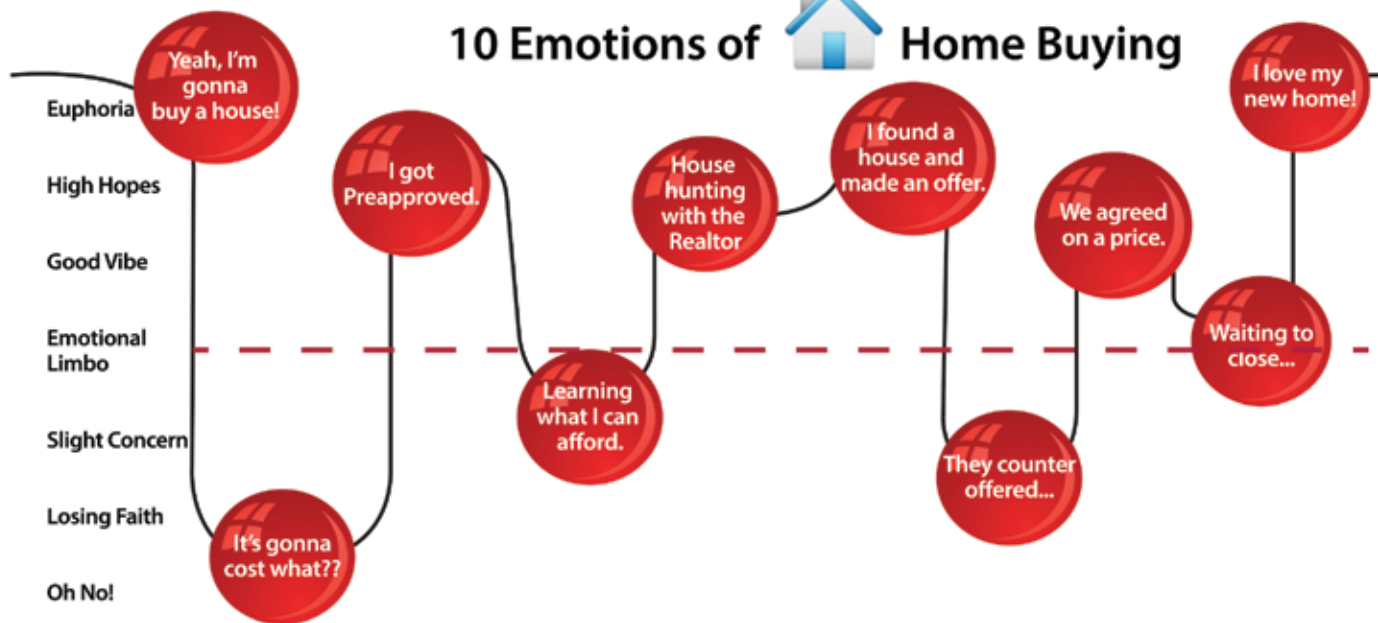 10 Emotions of Home Buying
Euphoria
High Hopes
Good Vibe
Emotional
Limbo
Slight Concern
Losing Faith
Oh No!
Yeah, I'm
gonna
buy a house!
It's gonna
cost what??
I got
Preapproved.
Learning
what I can
afford.
House
hunting
with the
Realtor
I found a
house and
made an offer.
They counter
offered...
We agreed
on a price.
Waiting to
close...
I love my
new home!